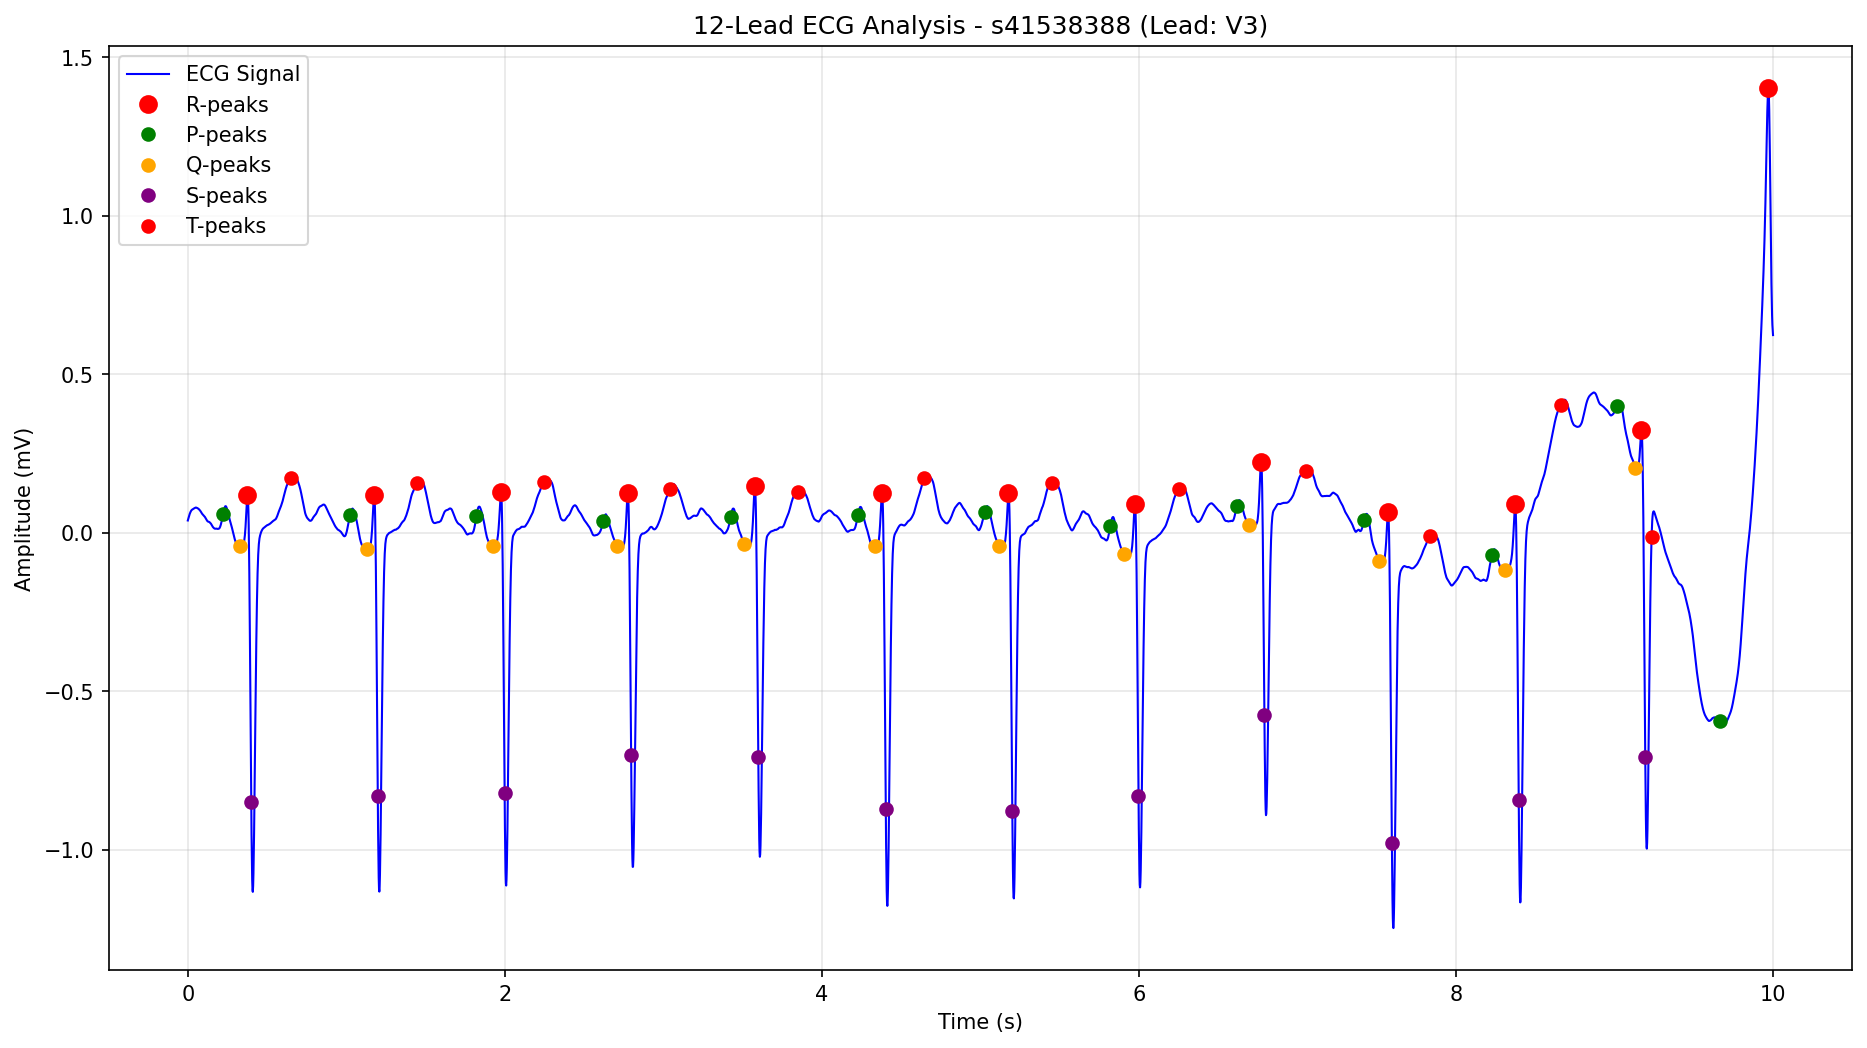 12-Lead ECG Analysis - s41538388 (Lead: V3)
ECG Signal
R-peaks
P-peaks
Q-peaks
S-peaks
T-peaks
Amplitude (mV)
1.5
1.0
0.5
0.0
−0.5
−1.0
0 2 4 6 8 10
Time (s)